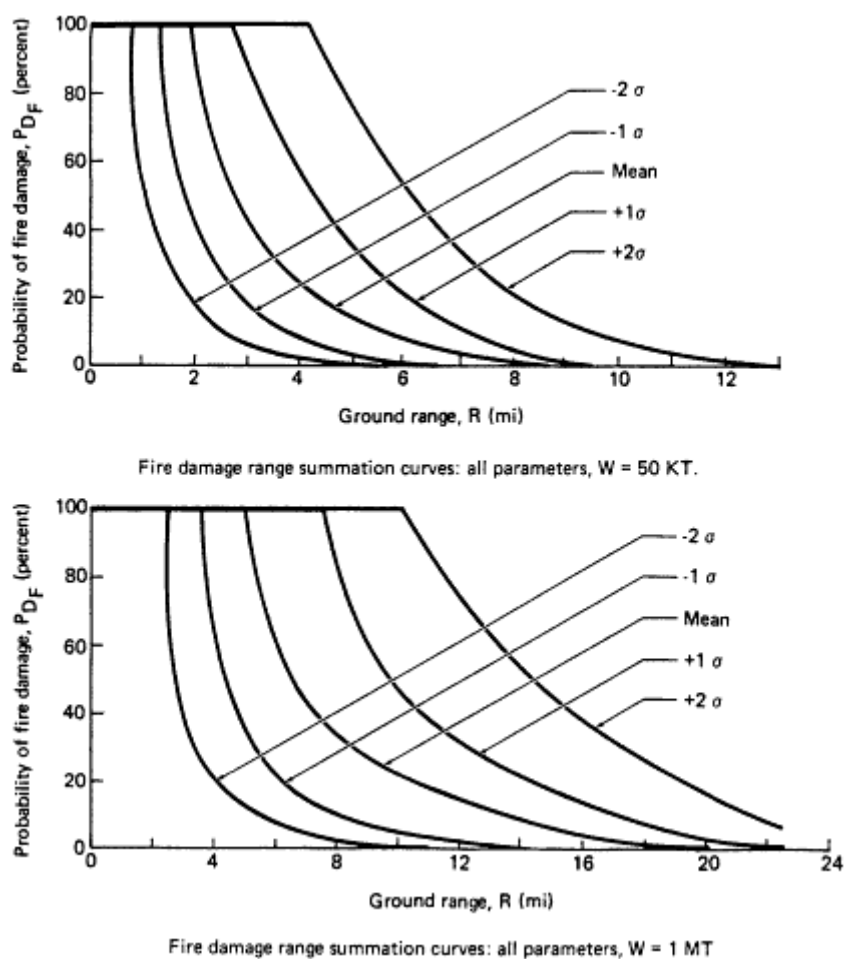 Probability of fire damage, P_DF (percent)
100
80
60
40
20
0
-2 σ
-1 σ
Mean
+1σ
+2σ
0 2 4 6 8 10 12
Ground range, R (mi)
Fire damage range summation curves: all parameters, W = 50 KT.
Probability of fire damage, P_DF (percent)
100
80
60
40
20
0
-2 σ
-1 σ
Mean
+1 σ
+2 σ
0 4 8 12 16 20 24
Ground range, R (mi)
Fire damage range summation curves: all parameters, W = 1 MT